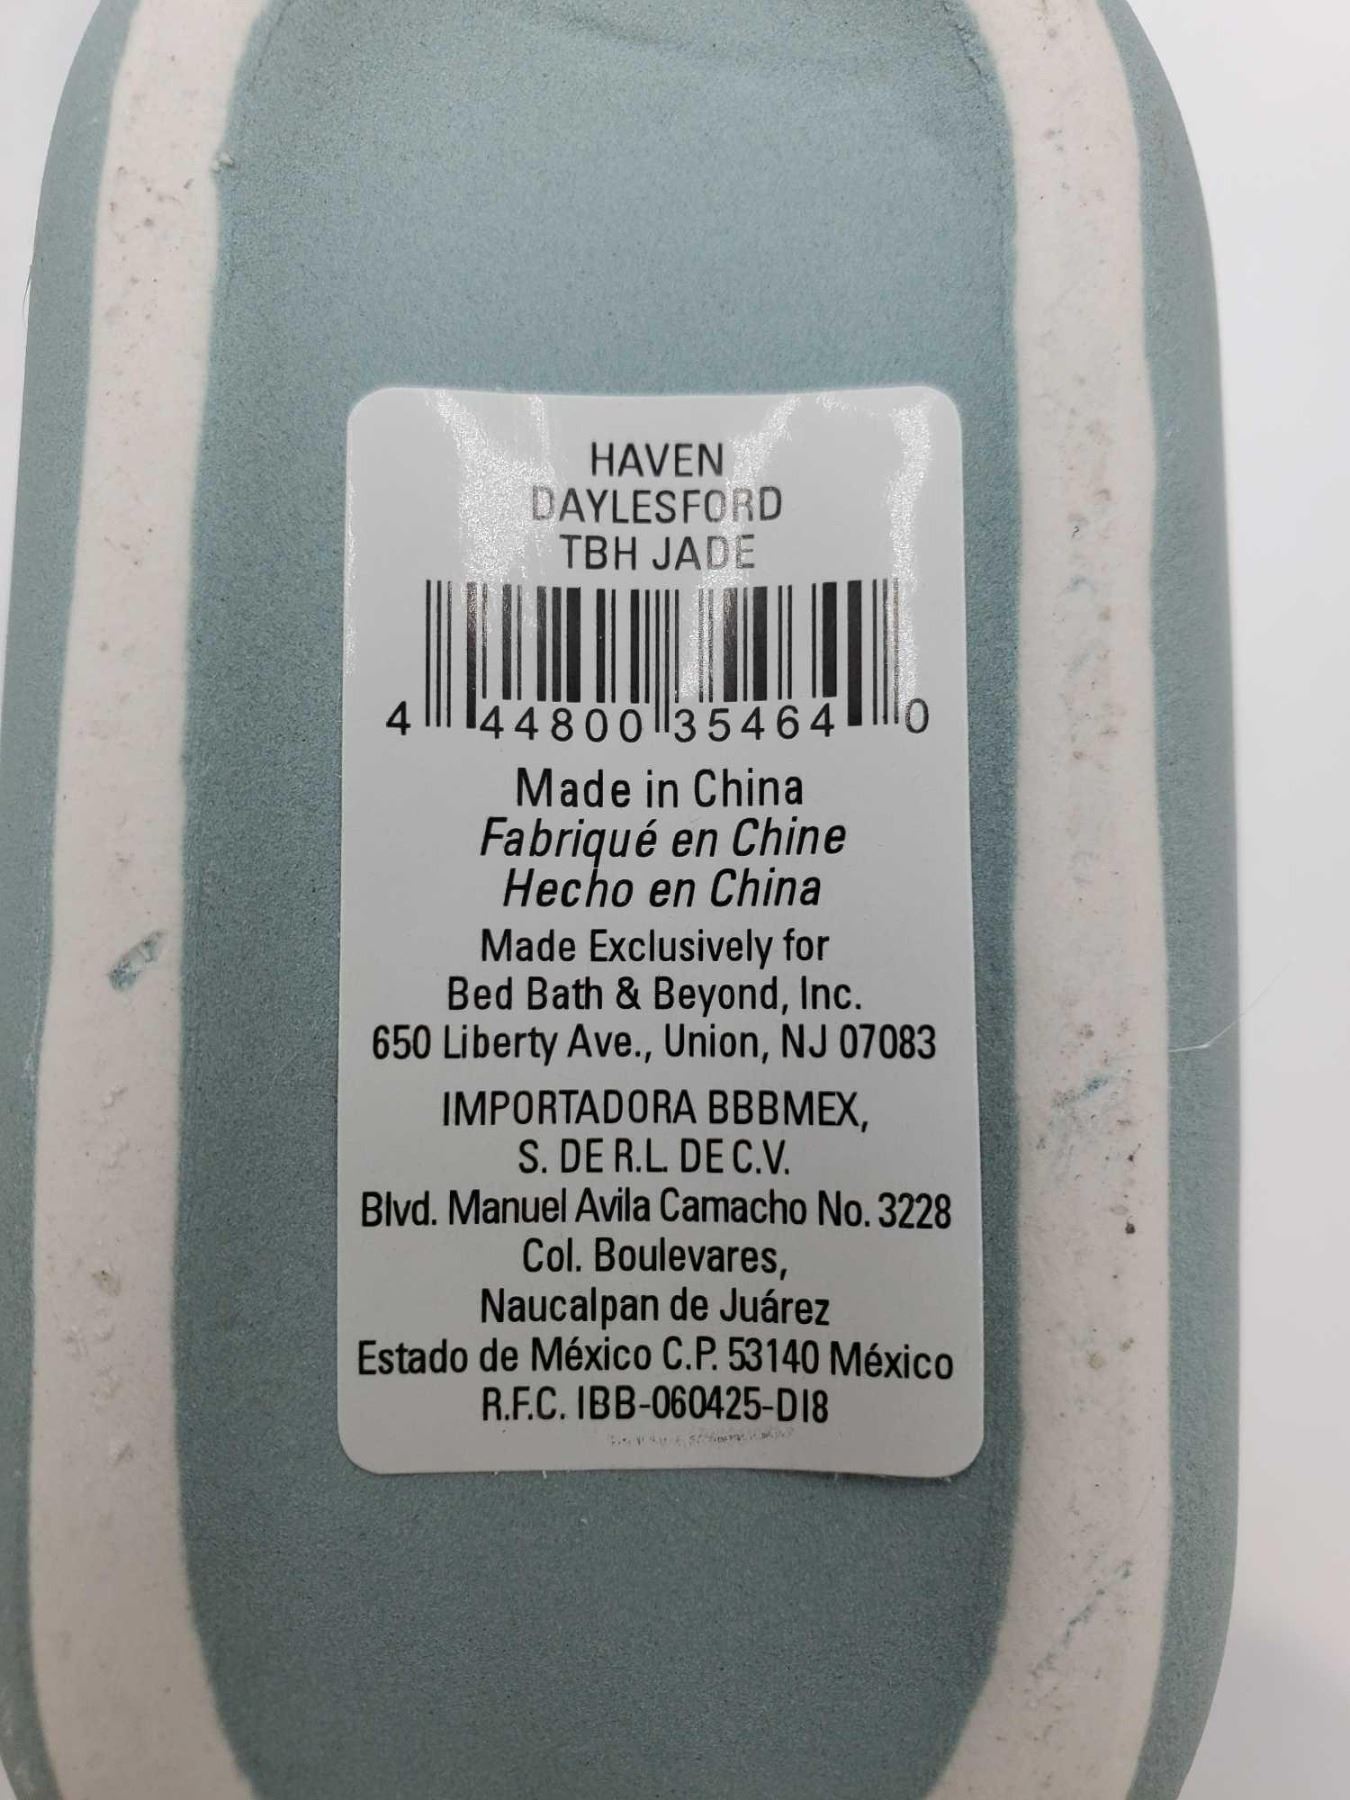 HAVEN
DAYLESFORD
TBH JADE
4 44800 35464 0
Made in China
Fabriqué en Chine
Hecho en China
Made Exclusively for
Bed Bath & Beyond, Inc.
650 Liberty Ave., Union, NJ 07083
IMPORTADORA BBBMEX,
S. DE R.L. DE C.V.
Blvd. Manuel Avila Camacho No. 3228
Col. Boulevares,
Naucalpan de Juárez
Estado de México C.P. 53140 México
R.F.C. IBB-060425-DI8